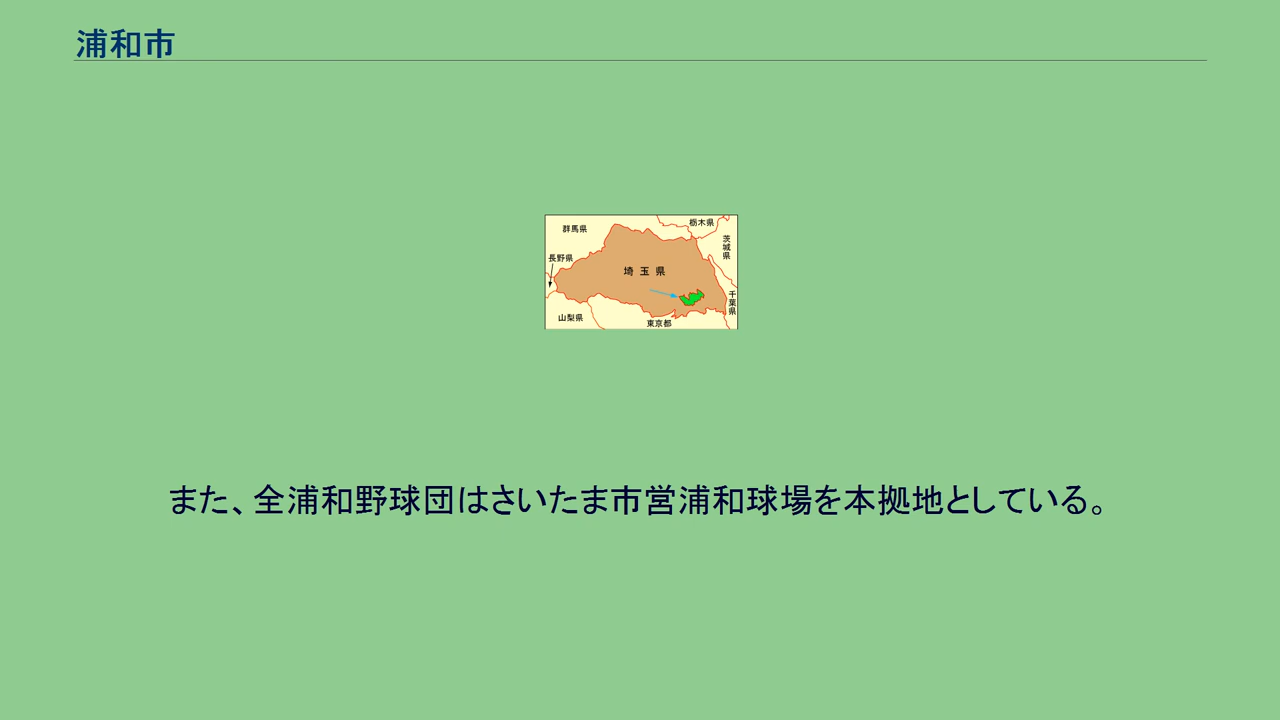 浦和市
群馬県
栃木県
茨城県
長野県
埼玉県
千葉県
山梨県
東京都
また、全浦和野球団はさいたま市営浦和球場を本拠地としている。